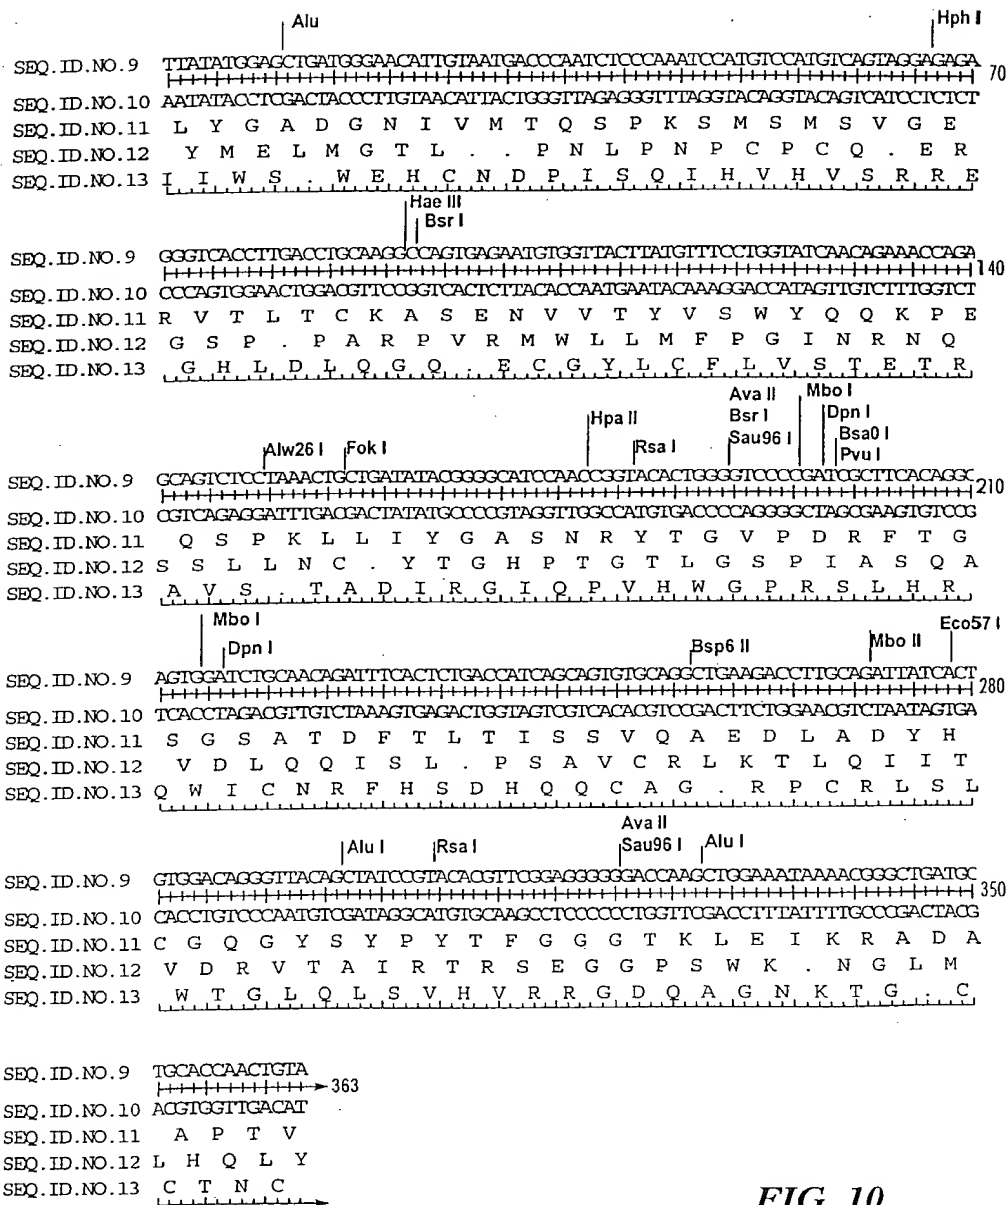 Alu
Hph I
SEQ.ID.NO.9 TTATATGGAGCTGATGGGAACATTGTAATGACCCAATCTCCCAAATCCATGTCCATGTCAGTAGGAGAGA 70
SEQ.ID.NO.10 AATATACCTCGACTACCCTTGTAACATTACTGGGTTAGAGGGTTTAGGTACAGGTACAGTCATCCTCTCT
SEQ.ID.NO.11 L Y G A D G N I V M T Q S P K S M S M S V G E
SEQ.ID.NO.12 Y M E L M G T L . . P N L P N P C P C Q . E R
SEQ.ID.NO.13 I I W S . W E H C N D P I S Q I H V H V S R R E
Hae III
Bsr I
SEQ.ID.NO.9 GGGTCACCTTGACCTGCAAGGCCAGTGAGAATGTGGTTACTTATGTTTCCTGGTATCAACAGAAACCAGA 140
SEQ.ID.NO.10 CCCAGTGGAACTGGACGTTCCGGTCACTCTTACACCAATGAATACAAAGGACCATAGTTGTCTTTGGTCT
SEQ.ID.NO.11 R V T L T C K A S E N V V T Y V S W Y Q Q K P E
SEQ.ID.NO.12 G S P . P A R P V R M W L L M F P G I N R N Q
SEQ.ID.NO.13 G H L D L Q G Q . E C G Y L C F L V S T E T R
Alw26 I
Fok I
Hpa II
Rsa I
Ava II
Bsr I
Sau96 I
Mbo I
Dpn I
Bsa0 I
Pvu I
SEQ.ID.NO.9 GCAGTCTCCTAAACTGCTGATATACGGGGCATCCAACCGGTACACTGGGGTCCCCGATCGCTTCACAGGC 210
SEQ.ID.NO.10 CGTCAGAGGATTTGACGACTATATGCCCCGTAGGTTGGCCATGTGACCCCAGGGGCTAGCGAAGTGTCCG
SEQ.ID.NO.11 Q S P K L L I Y G A S N R Y T G V P D R F T G
SEQ.ID.NO.12 S S L L N C . Y T G H P T G T L G S P I A S Q A
SEQ.ID.NO.13 A V S . T A D I R G I Q P V H W G P R S L H R
Mbo I
Dpn I
Bsp6 II
Mbo II
Eco57 I
SEQ.ID.NO.9 AGTGGATCTGCAACAGATTTCACTCTGACCATCAGCAGTGTGCAGGCTGAAGACCTTGCAGATTATCACT 280
SEQ.ID.NO.10 TCACCTAGACGTTGTCTAAAGTGAGACTGGTAGTCGTCACACGTCCGACTTCTGGAACGTCTAATAGTGA
SEQ.ID.NO.11 S G S A T D F T L T I S S V Q A E D L A D Y H
SEQ.ID.NO.12 V D L Q Q I S L . P S A V C R L K T L Q I I T
SEQ.ID.NO.13 Q W I C N R F H S D H Q Q C A G . R P C R L S L
Alu I
Rsa I
Ava II
Sau96 I
Alu I
SEQ.ID.NO.9 GTGGACAGGGTTACAGCTATCCGTACACGTTCGGAGGGGGGACCAAGCTGGAAATAAAACGGGCTGATGC 350
SEQ.ID.NO.10 CACCTGTCCCAATGTCGATAGGCATGTGCAAGCCTCCCCCCTGGTTCGACCTTTATTTTGCCCGACTACG
SEQ.ID.NO.11 C G Q G Y S Y P Y T F G G G T K L E I K R A D A
SEQ.ID.NO.12 V D R V T A I R T R S E G G P S W K . N G L M
SEQ.ID.NO.13 W T G L Q L S V H V R R G D Q A G N K T G . C
SEQ.ID.NO.9 TGCACCAACTGTA 363
SEQ.ID.NO.10 ACGTGGTTGACAT
SEQ.ID.NO.11 A P T V
SEQ.ID.NO.12 L H Q L Y
SEQ.ID.NO.13 C T N C
FIG. 10